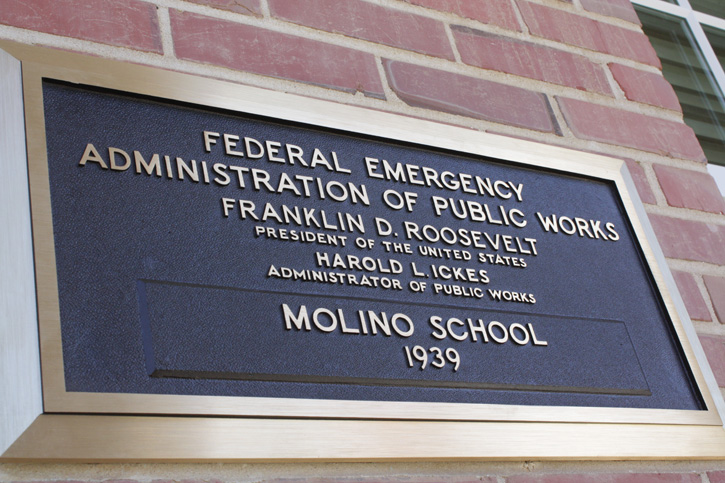 FEDERAL EMERGENCY
ADMINISTRATION OF PUBLIC WORKS
FRANKLIN D. ROOSEVELT
PRESIDENT OF THE UNITED STATES
HAROLD L. ICKES
ADMINISTRATOR OF PUBLIC WORKS
MOLINO SCHOOL
1939